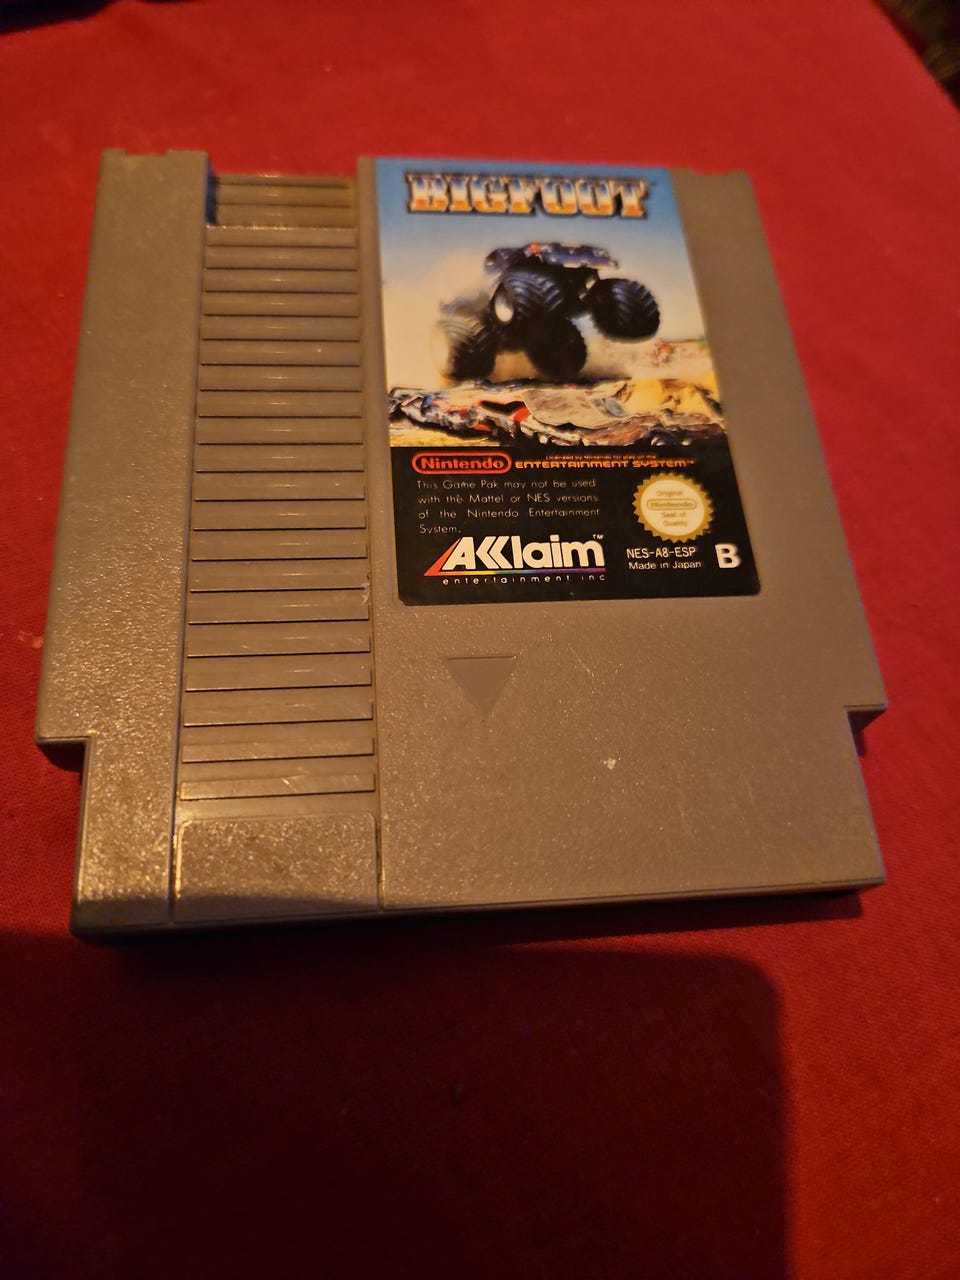 BIGFOOT
Nintendo
Licensed by Nintendo for play on the
ENTERTAINMENT SYSTEM™
This Game Pak may not be used
with the Mattel or NES versions
of the Nintendo Entertainment
System.
Original
Nintendo
Seal of
Quality
AKKlaim™
entertainment inc
NES-A8-ESP
Made in Japan
B